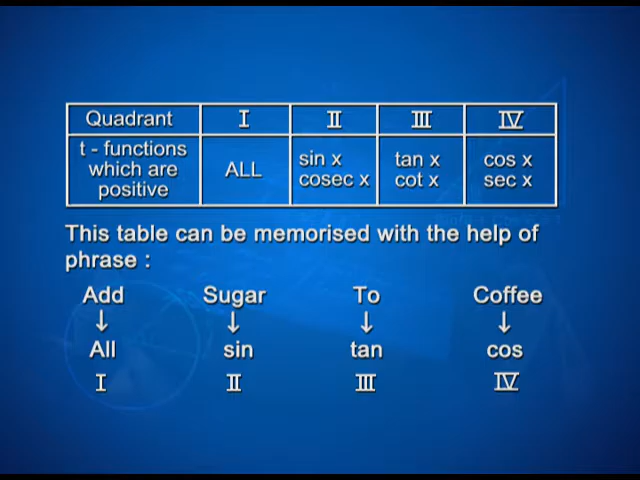 Quadrant I II III IV
t - functions which are positive ALL sin x cosec x tan x cot x cos x sec x
This table can be memorised with the help of
phrase :
Add Sugar To Coffee
↓ ↓ ↓ ↓
All sin tan cos
I II III IV